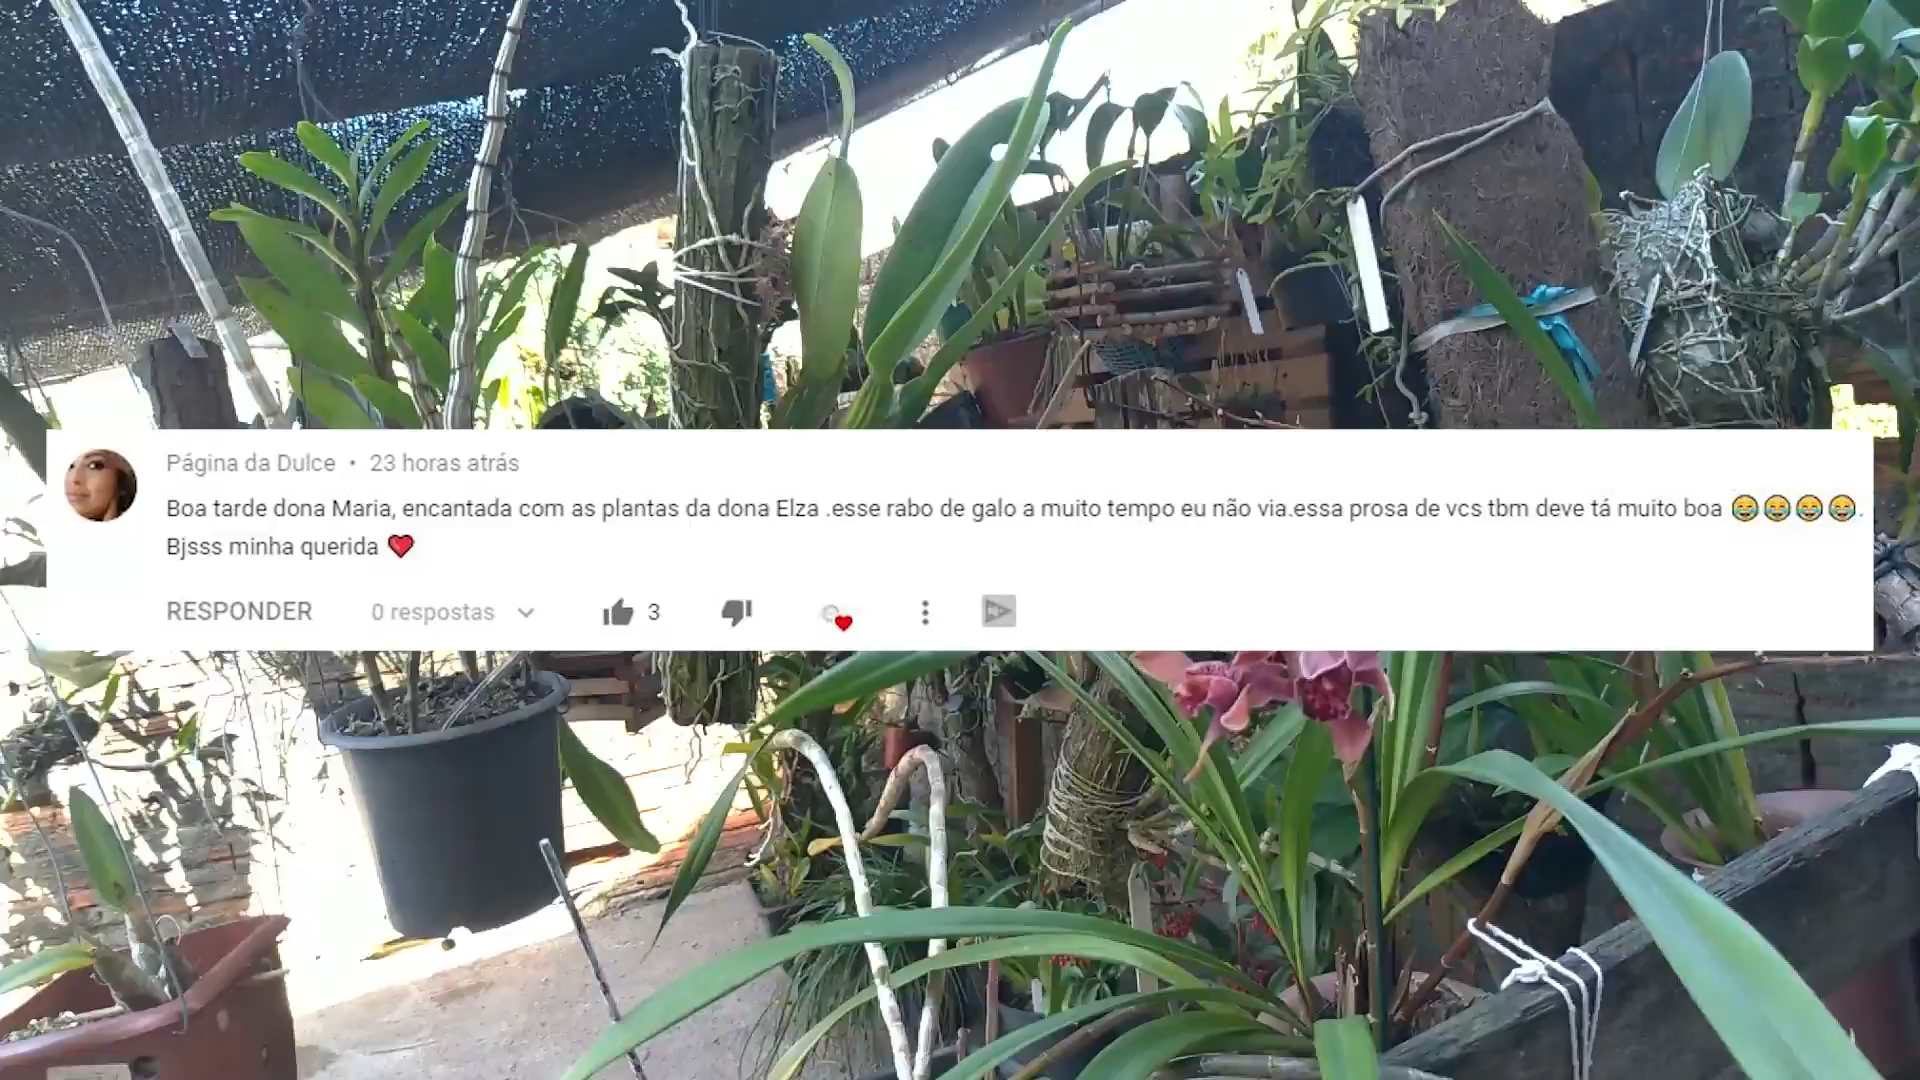 Página da Dulce • 23 horas atrás
Boa tarde dona Maria, encantada com as plantas da dona Elza .esse rabo de galo a muito tempo eu não via.essa prosa de vcs tbm deve tá muito boa 😂😂😂😂.
Bjsss minha querida ❤️
RESPONDER 0 respostas 3